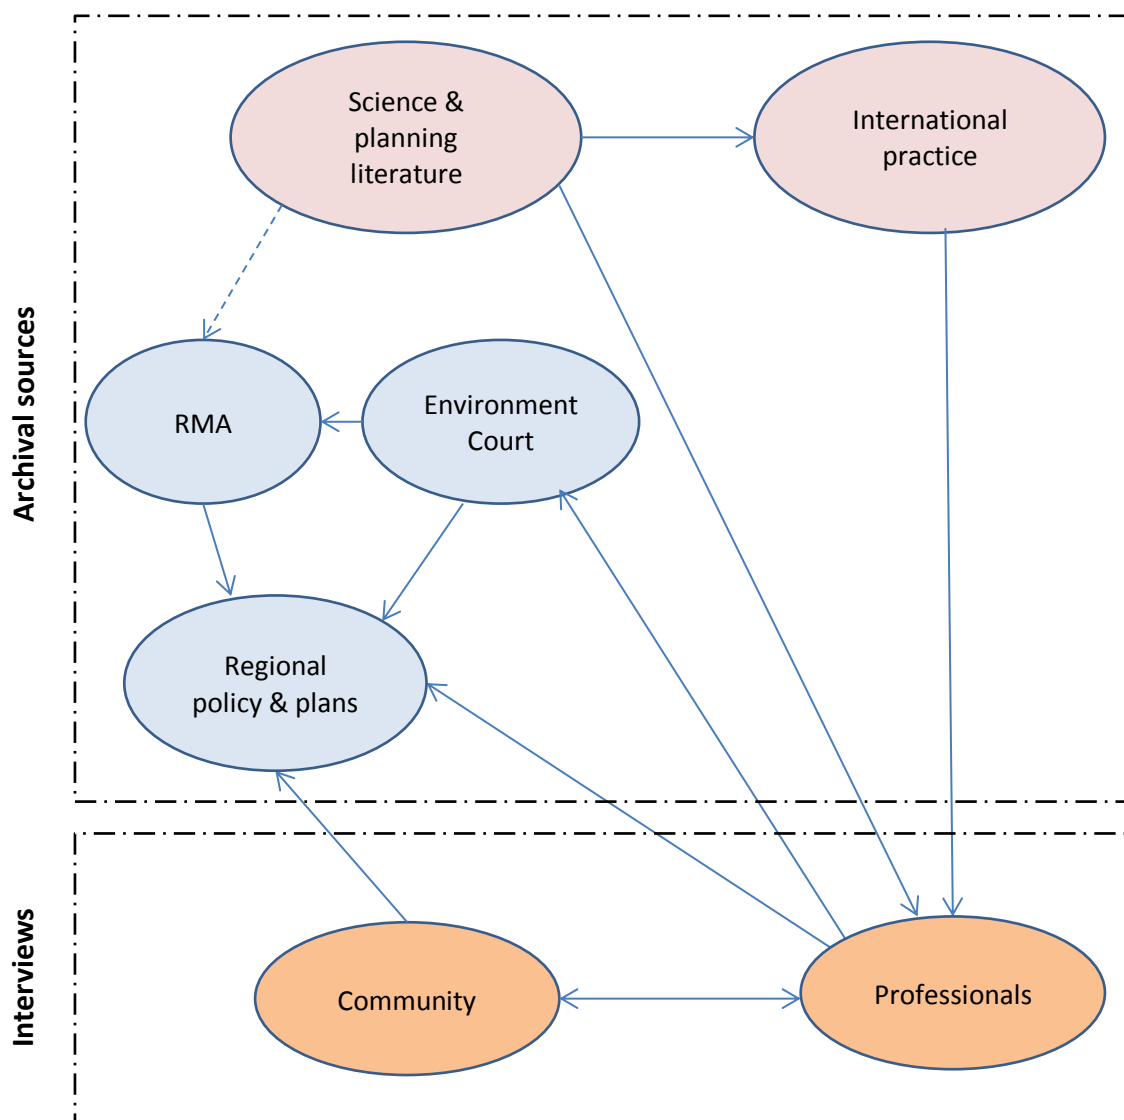 Archival sources
Science &
planning
literature
International
practice
RMA
Environment
Court
Regional
policy & plans
Interviews
Community
Professionals